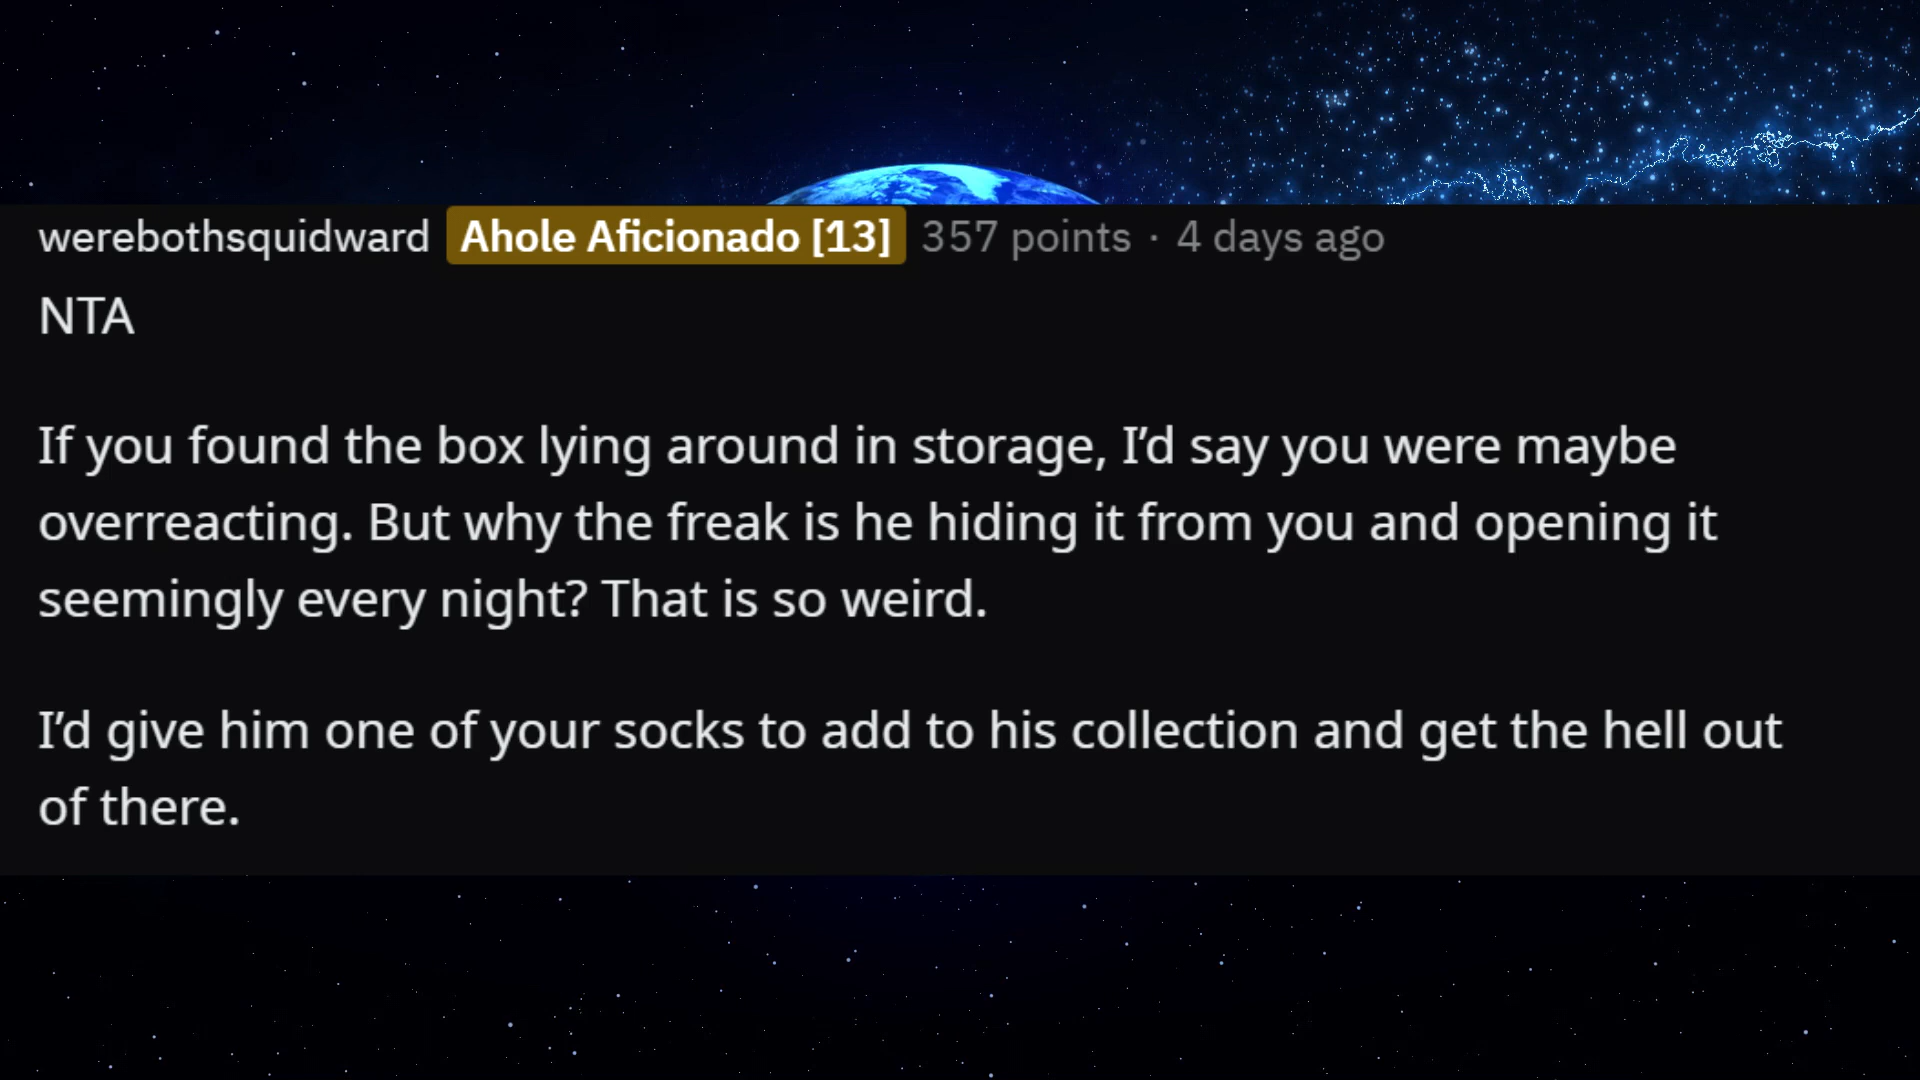 werebothsquidward Ahole Aficionado [13] 357 points · 4 days ago
NTA
If you found the box lying around in storage, I’d say you were maybe
overreacting. But why the freak is he hiding it from you and opening it
seemingly every night? That is so weird.
I’d give him one of your socks to add to his collection and get the hell out
of there.